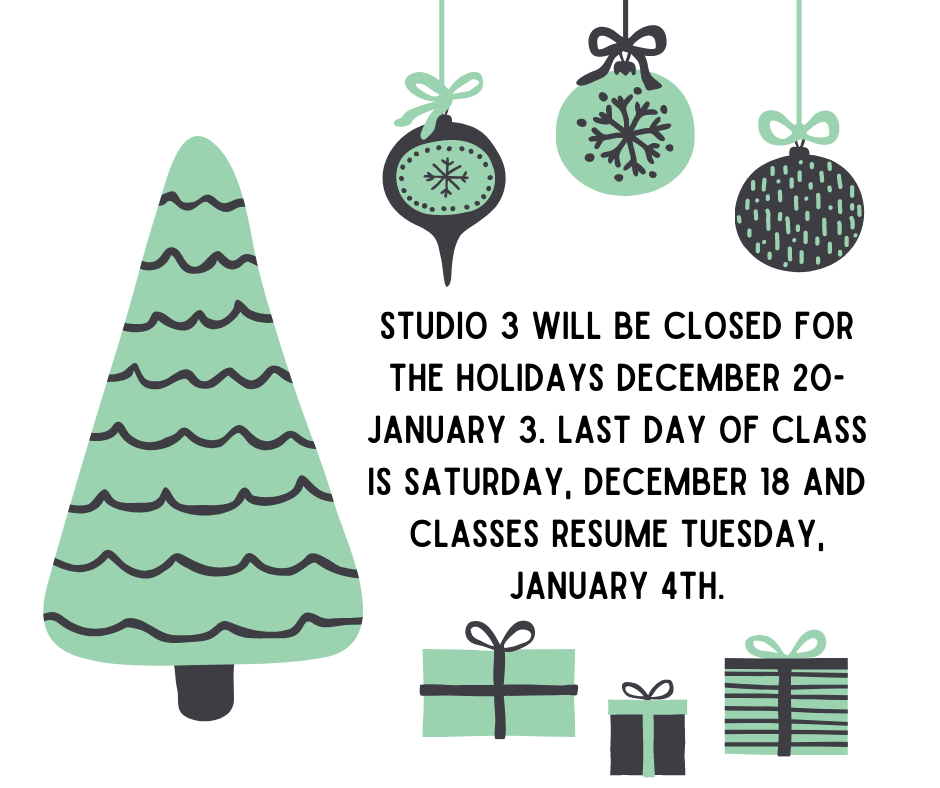 STUDIO 3 WILL BE CLOSED FOR
THE HOLIDAYS DECEMBER 20-
JANUARY 3. LAST DAY OF CLASS
IS SATURDAY, DECEMBER 18 AND
CLASSES RESUME TUESDAY,
JANUARY 4TH.